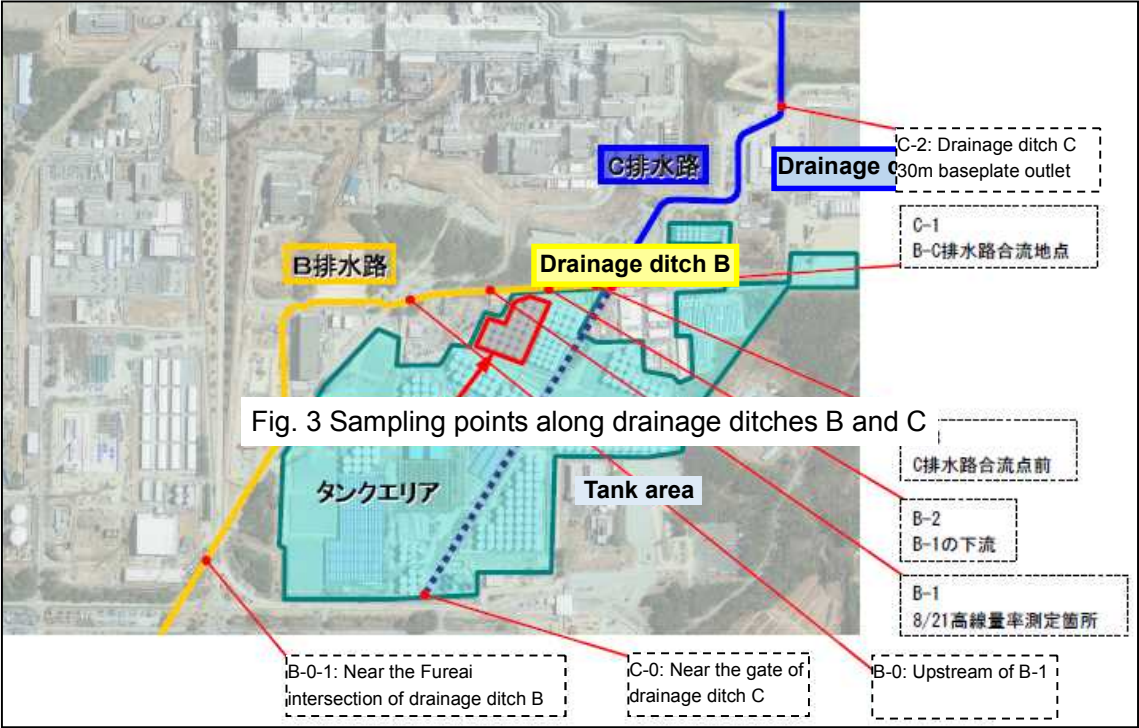 C排水路
Drainage
C-2: Drainage ditch C
30m baseplate outlet
C-1
B-C排水路合流地点
B排水路
Drainage ditch B
Fig. 3 Sampling points along drainage ditches B and C
C排水路合流点前
タンクエリア
Tank area
B-2
B-1の下流
B-1
8/21高線量率測定箇所
B-0-1: Near the Fureai
intersection of drainage ditch B
C-0: Near the gate of
drainage ditch C
B-0: Upstream of B-1